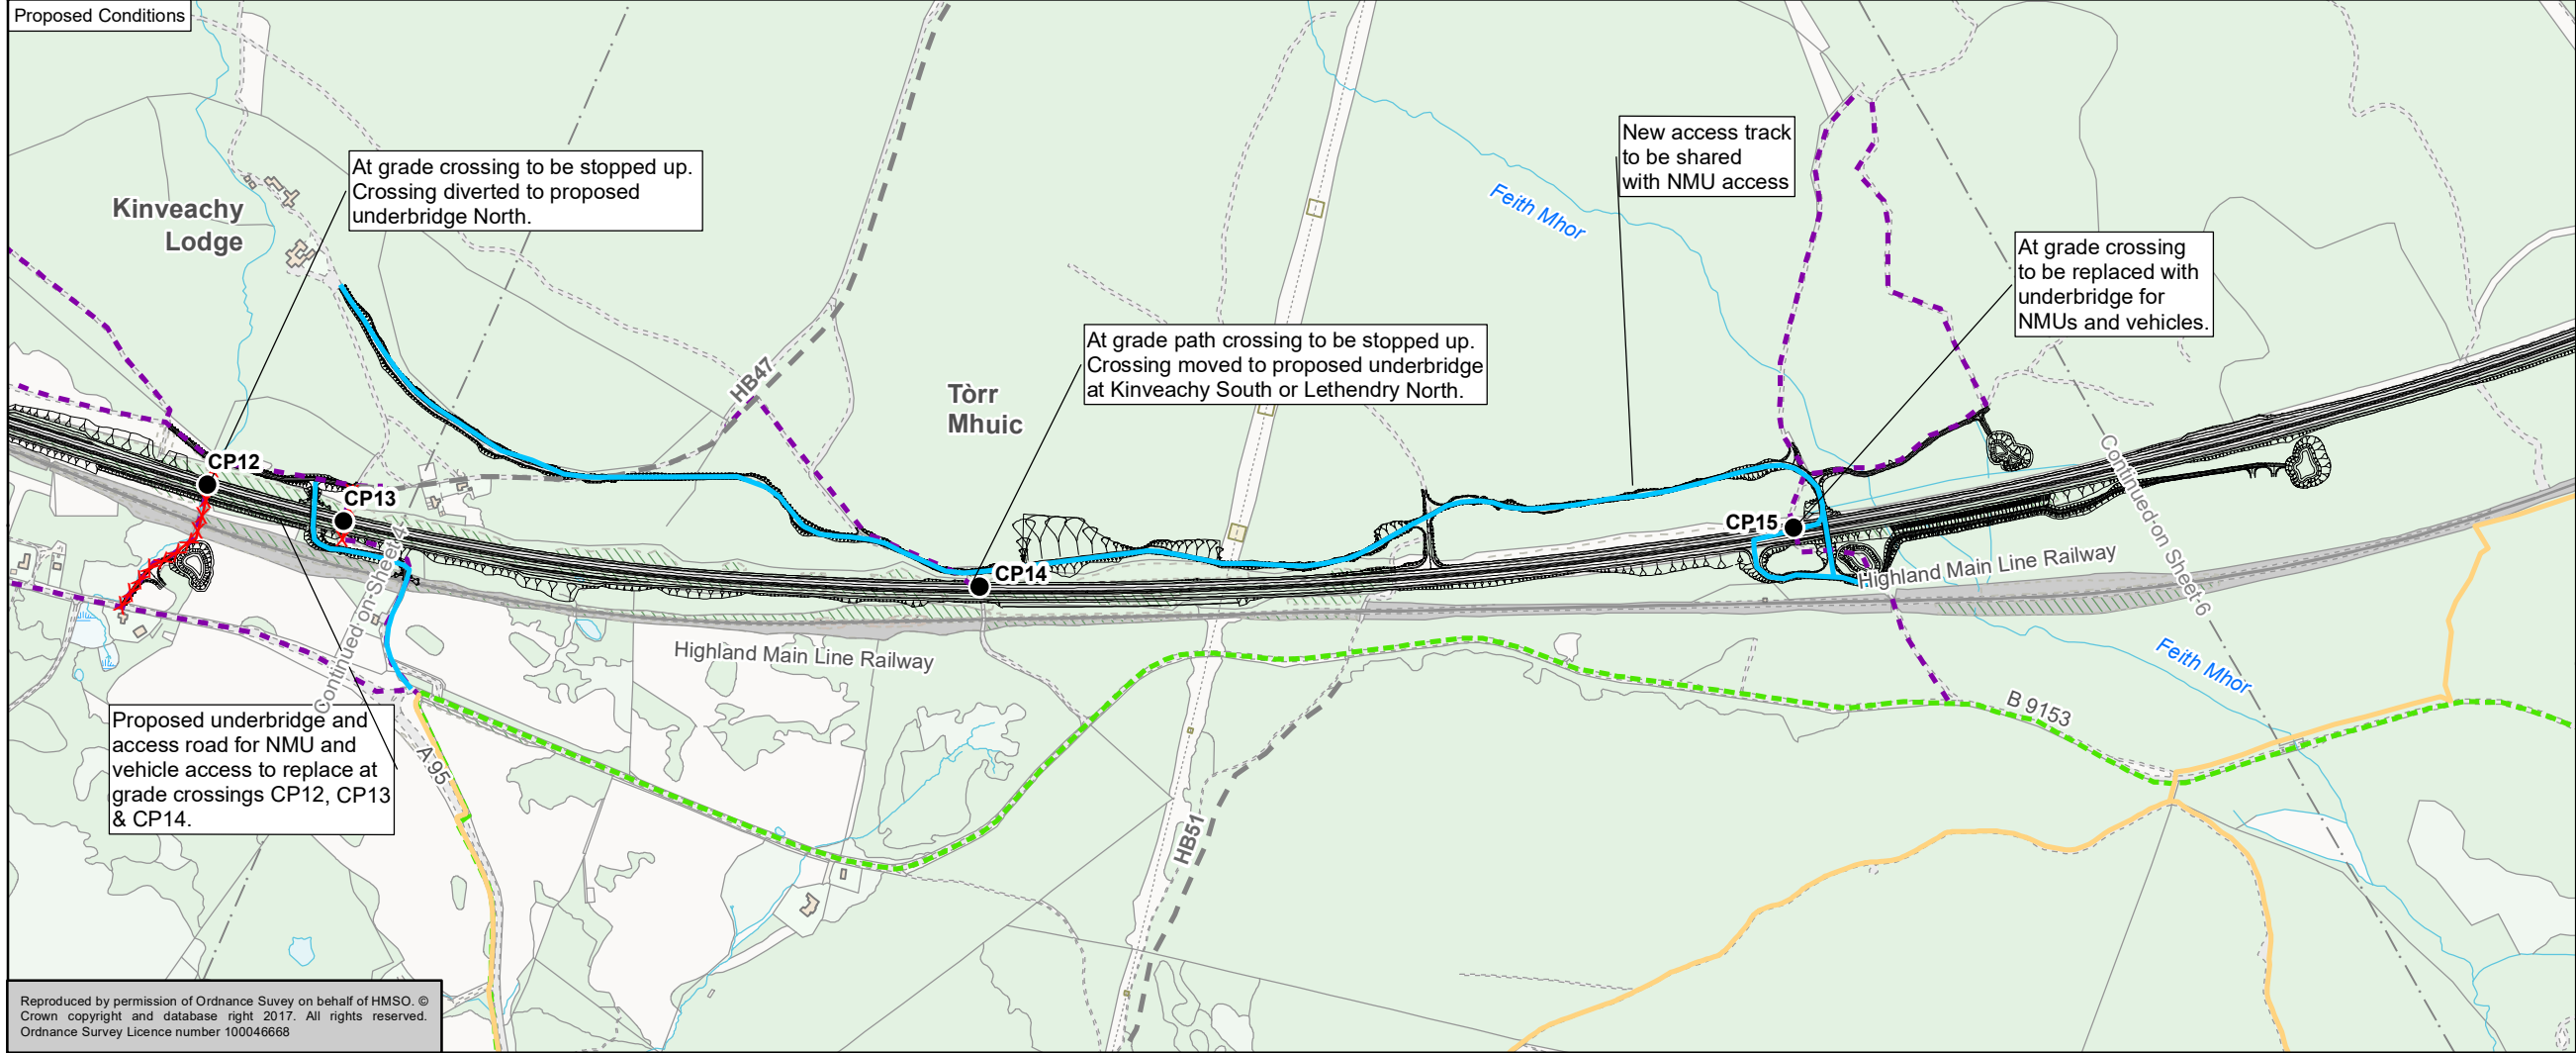 Proposed Conditions
At grade crossing to be stopped up.
Crossing diverted to proposed
underbridge North.
Kinveachy
Lodge
New access track
to be shared
with NMU access
Feith Mhor
At grade crossing
to be replaced with
underbridge for
NMUs and vehicles.
At grade path crossing to be stopped up.
Crossing moved to proposed underbridge
at Kinveachy South or Lethendry North.
HB47
Tòrr
Mhuic
CP12
CP13
CP14
CP15
Continued on Sheet 4
Continued on Sheet 6
Highland Main Line Railway
Highland Main Line Railway
Feith Mhor
B 9153
Proposed underbridge and
access road for NMU and
vehicle access to replace at
grade crossings CP12, CP13
& CP14.
A 95
HB51
Reproduced by permission of Ordnance Suvey on behalf of HMSO. ©
Crown copyright and database right 2017. All rights reserved.
Ordnance Survey Licence number 100046668